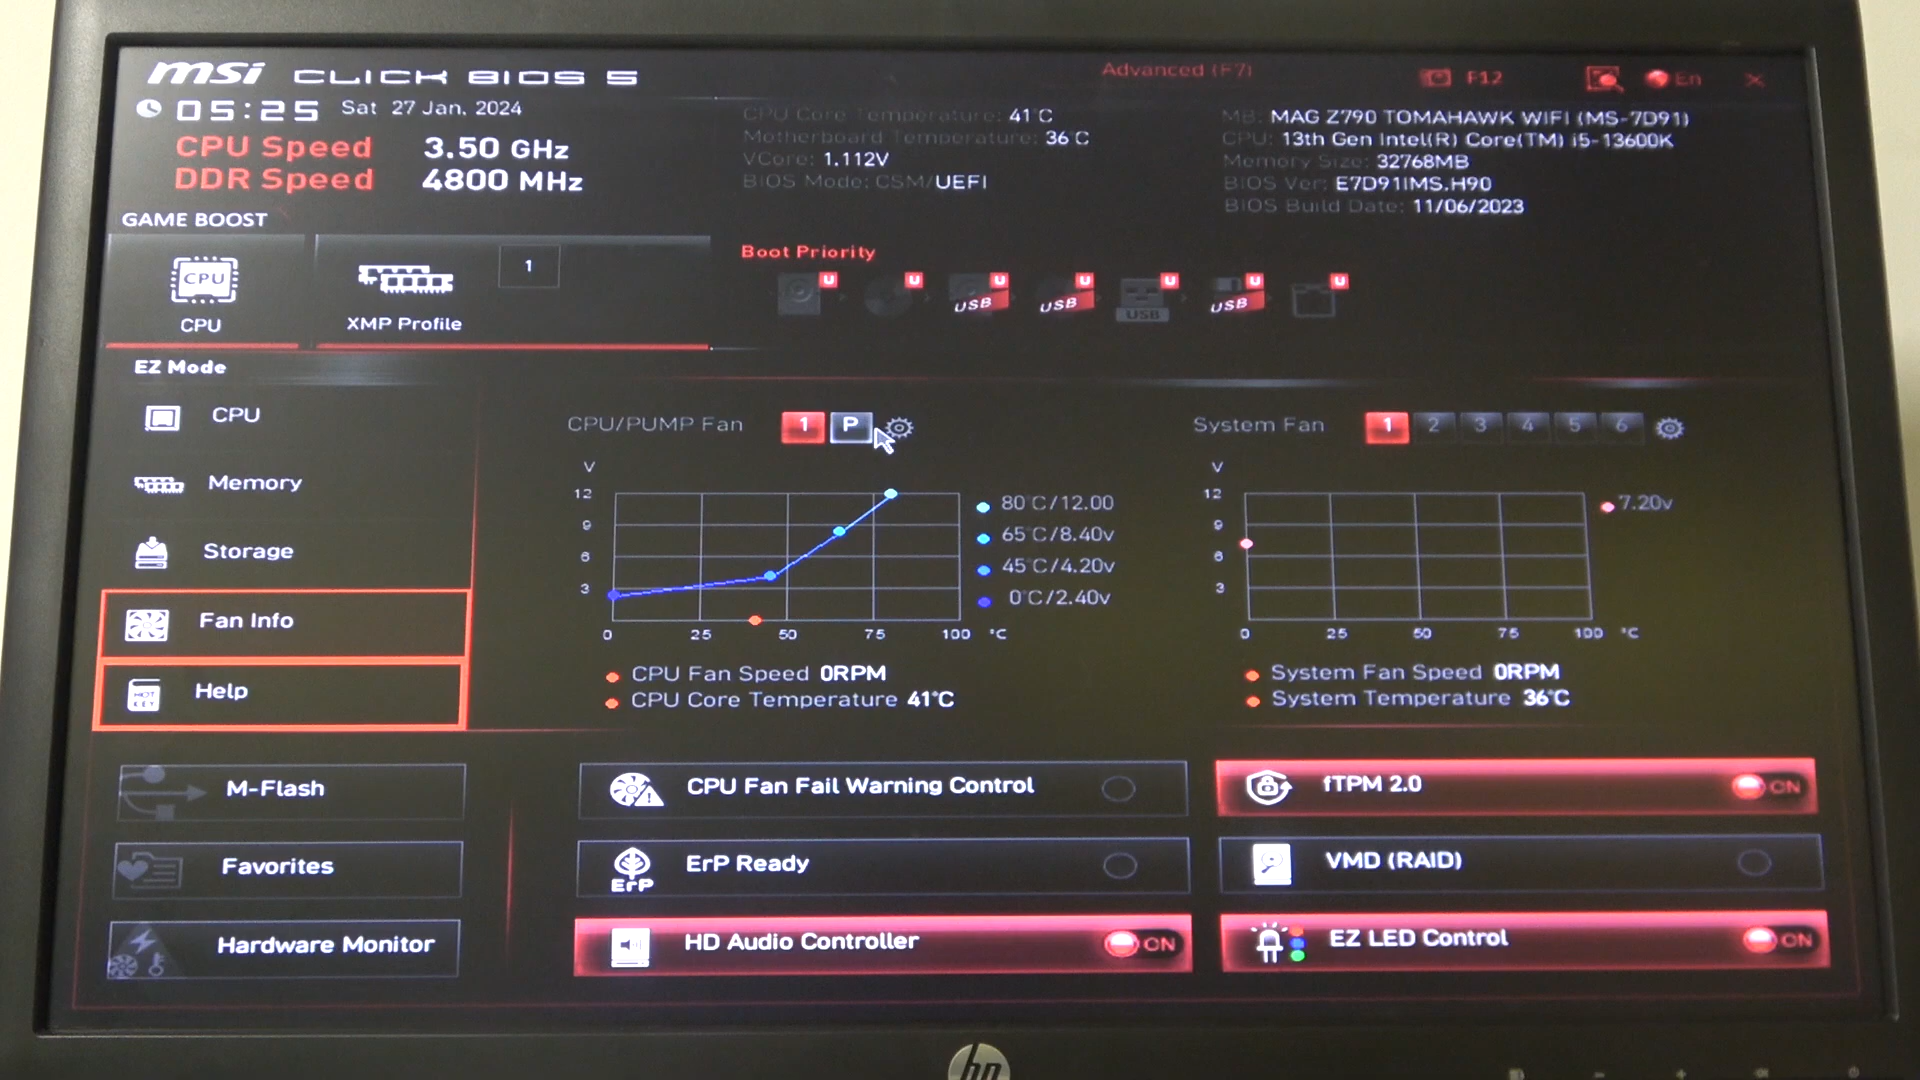 msi CLICK BIOS 5
Advanced (F7)
F12
En
X
05:25 Sat 27 Jan, 2024
CPU Speed 3.50 GHz
DDR Speed 4800 MHz
CPU Core Temperature: 41°C
Motherboard Temperature: 36°C
VCore: 1.112V
BIOS Mode: CSM/UEFI
MB: MAG Z790 TOMAHAWK WIFI (MS-7D91)
CPU: 13th Gen Intel(R) Core(TM) i5-13600K
Memory Size: 32768MB
BIOS Ver: E7D91IMS.H90
BIOS Build Date: 11/06/2023
GAME BOOST
CPU
CPU
1
XMP Profile
Boot Priority
U U U U U U U
USB USB USB USB
EZ Mode
CPU
Memory
Storage
Fan Info
HOT KEY
Help
M-Flash
Favorites
Hardware Monitor
CPU/PUMP Fan 1 P
V
12
9
6
3
0 25 50 75 100 °C
80°C/12.00
65°C/8.40v
45°C/4.20v
0°C/2.40v
CPU Fan Speed 0RPM
CPU Core Temperature 41°C
System Fan 1 2 3 4 5 6
V
12
9
6
3
0 25 50 75 100 °C
7.20v
System Fan Speed 0RPM
System Temperature 36°C
CPU Fan Fail Warning Control
fTPM 2.0 ON
ErP
ErP Ready
VMD (RAID)
HD Audio Controller ON
EZ LED Control ON
hp